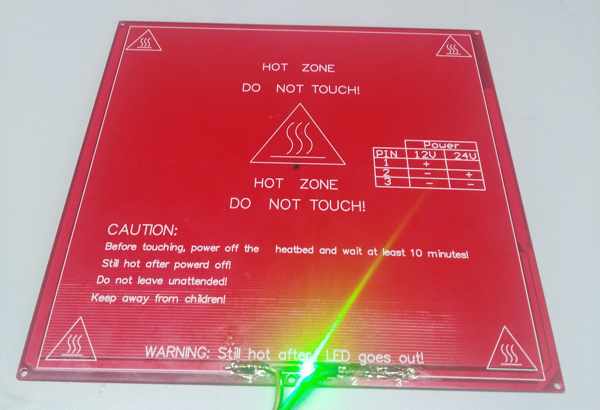 HOT ZONE
DO NOT TOUCH!
Power
PIN 12V 24V
1 +
2 - +
3 - -
HOT ZONE
DO NOT TOUCH!
CAUTION:
Before touching, power off the heatbed and wait at least 10 minutes!
Still hot after powerd off!
Do not leave unattended!
Keep away from children!
WARNING: Still hot after LED goes out!
2 3